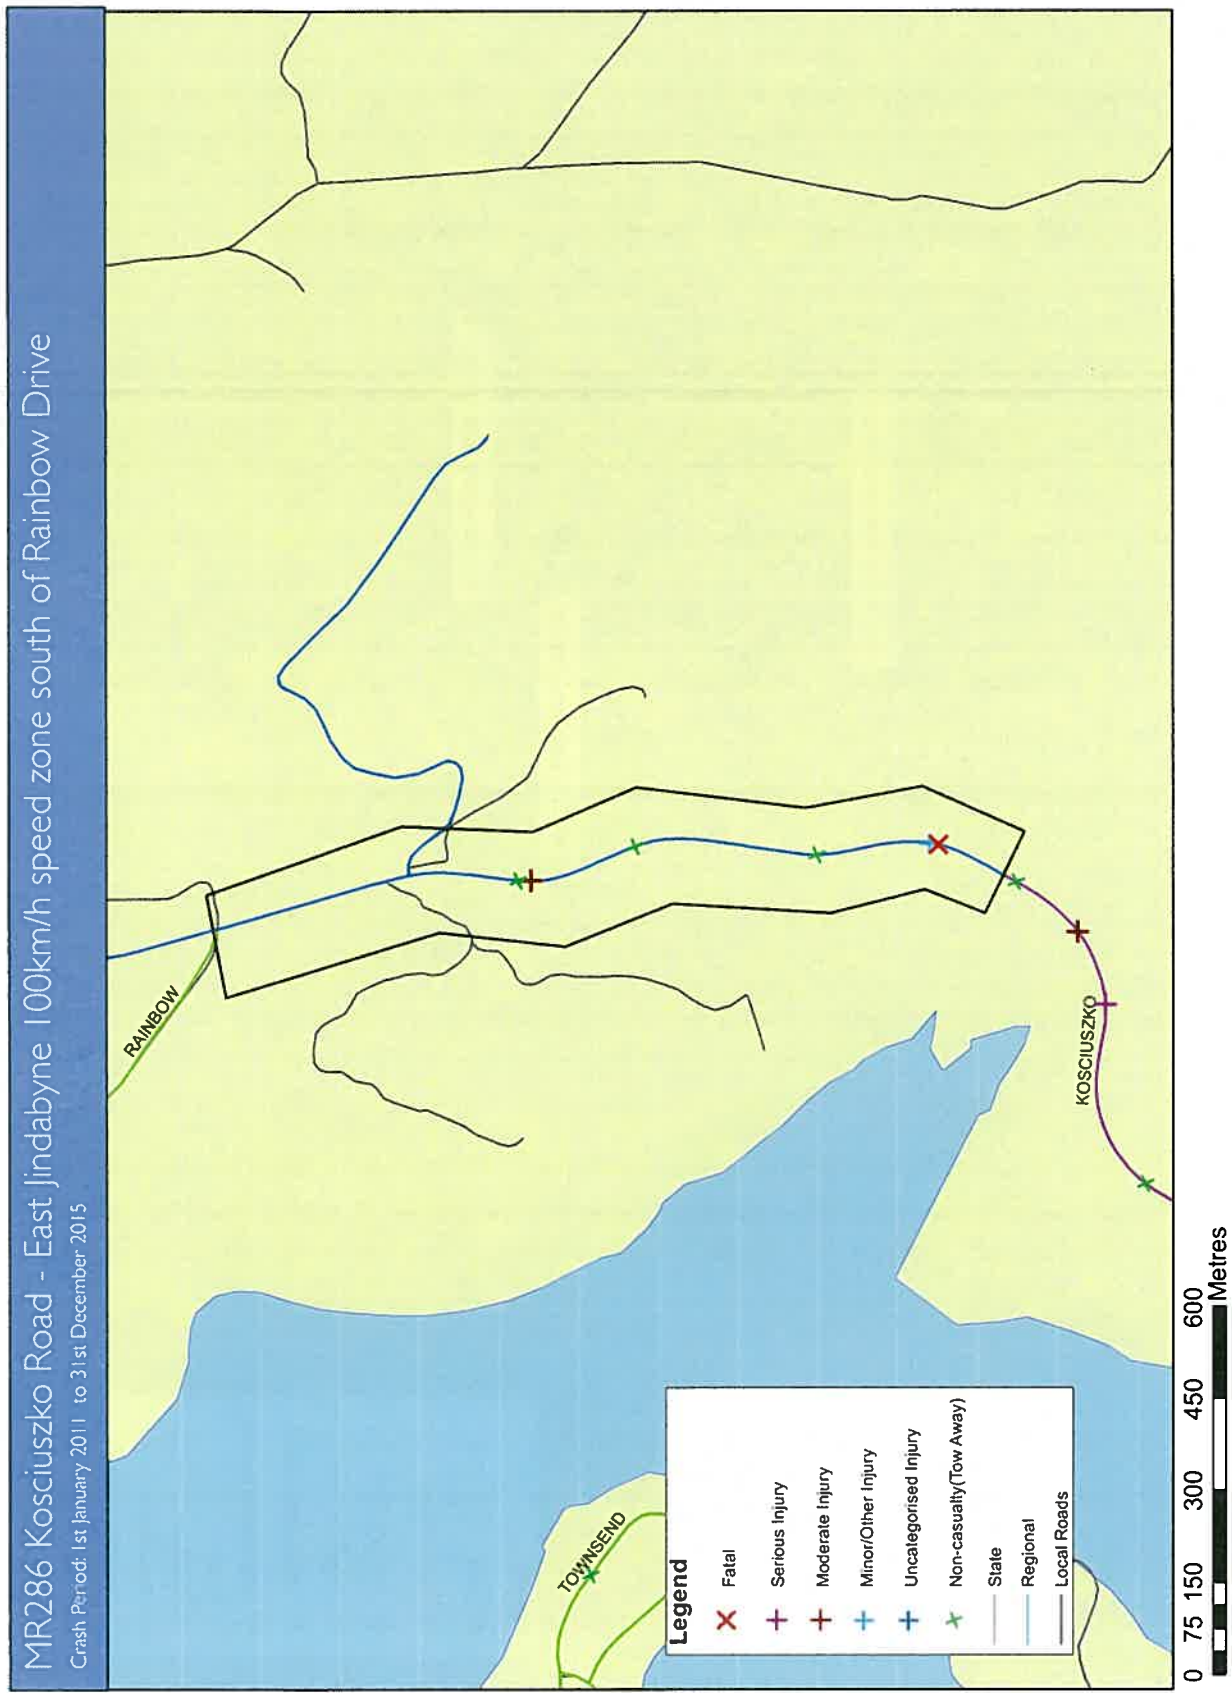 MR286 Kosciuszko Road - East Jindabyne 100km/h speed zone south of Rainbow Drive
Crash Period: 1st January 2011 to 31st December 2015
RAINBOW
TOWNSEND
KOSCIUSZKO
Legend
Fatal
Serious Injury
Moderate Injury
Minor/Other Injury
Uncategorised Injury
Non-casualty(Tow Away)
State
Regional
Local Roads
0 75 150 300 450 600
Metres